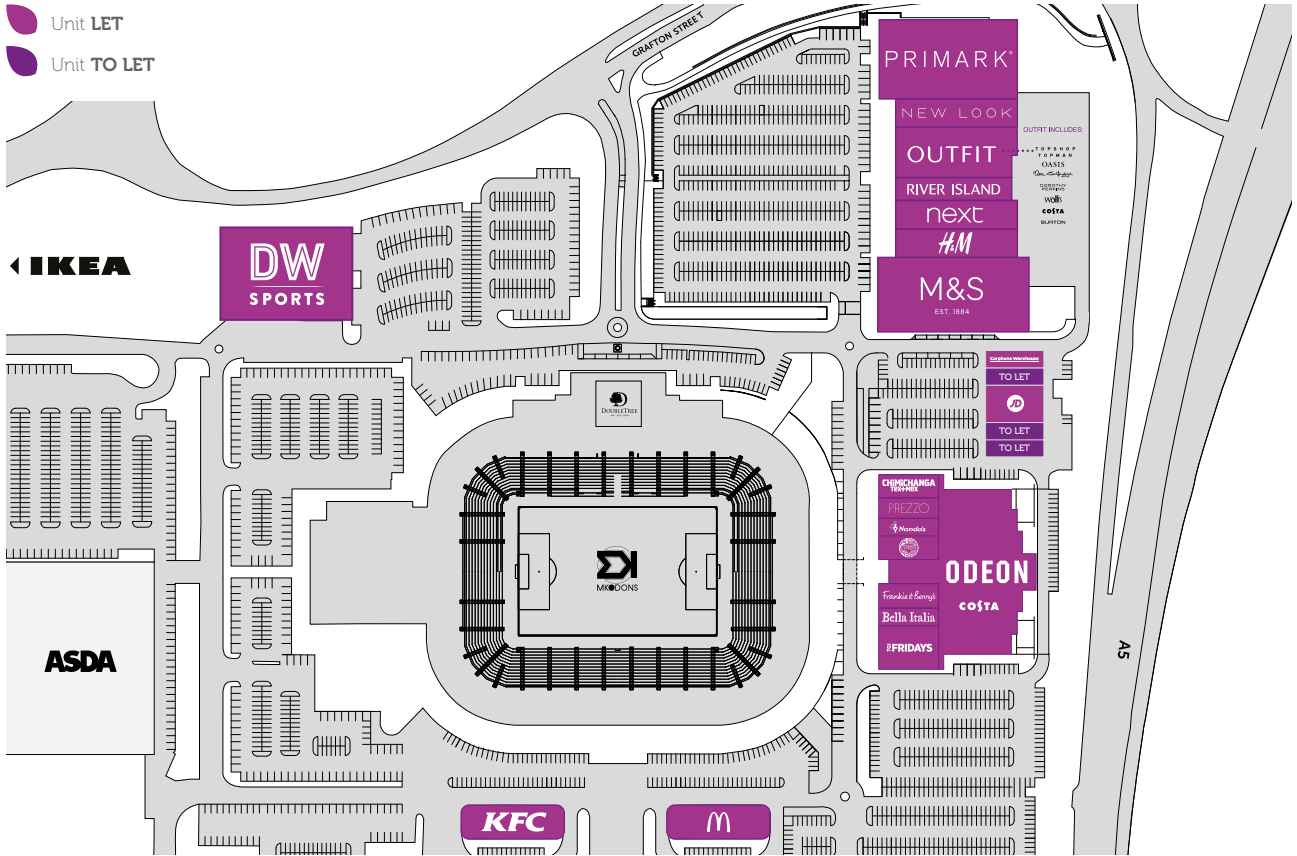 Unit LET
Unit TO LET
GRAFTON STREET
PRIMARK®
NEW LOOK
OUTFIT INCLUDES:
OUTFIT
TOPSHOP
TOPMAN
OASIS
DOROTHY
PERKINS
wallis
COSTA
BURTON
RIVER ISLAND
next
H&M
M&S
EST. 1884
IKEA
DW
SPORTS
Carphone Warehouse
TO LET
JD
TO LET
TO LET
DOUBLETREE
CHIMICHANGA
TEX+MEX
PREZZO
Nando's
ODEON
COSTA
Frankie & Benny's
Bella Italia
FRIDAYS
MK DONS
ASDA
A5
KFC